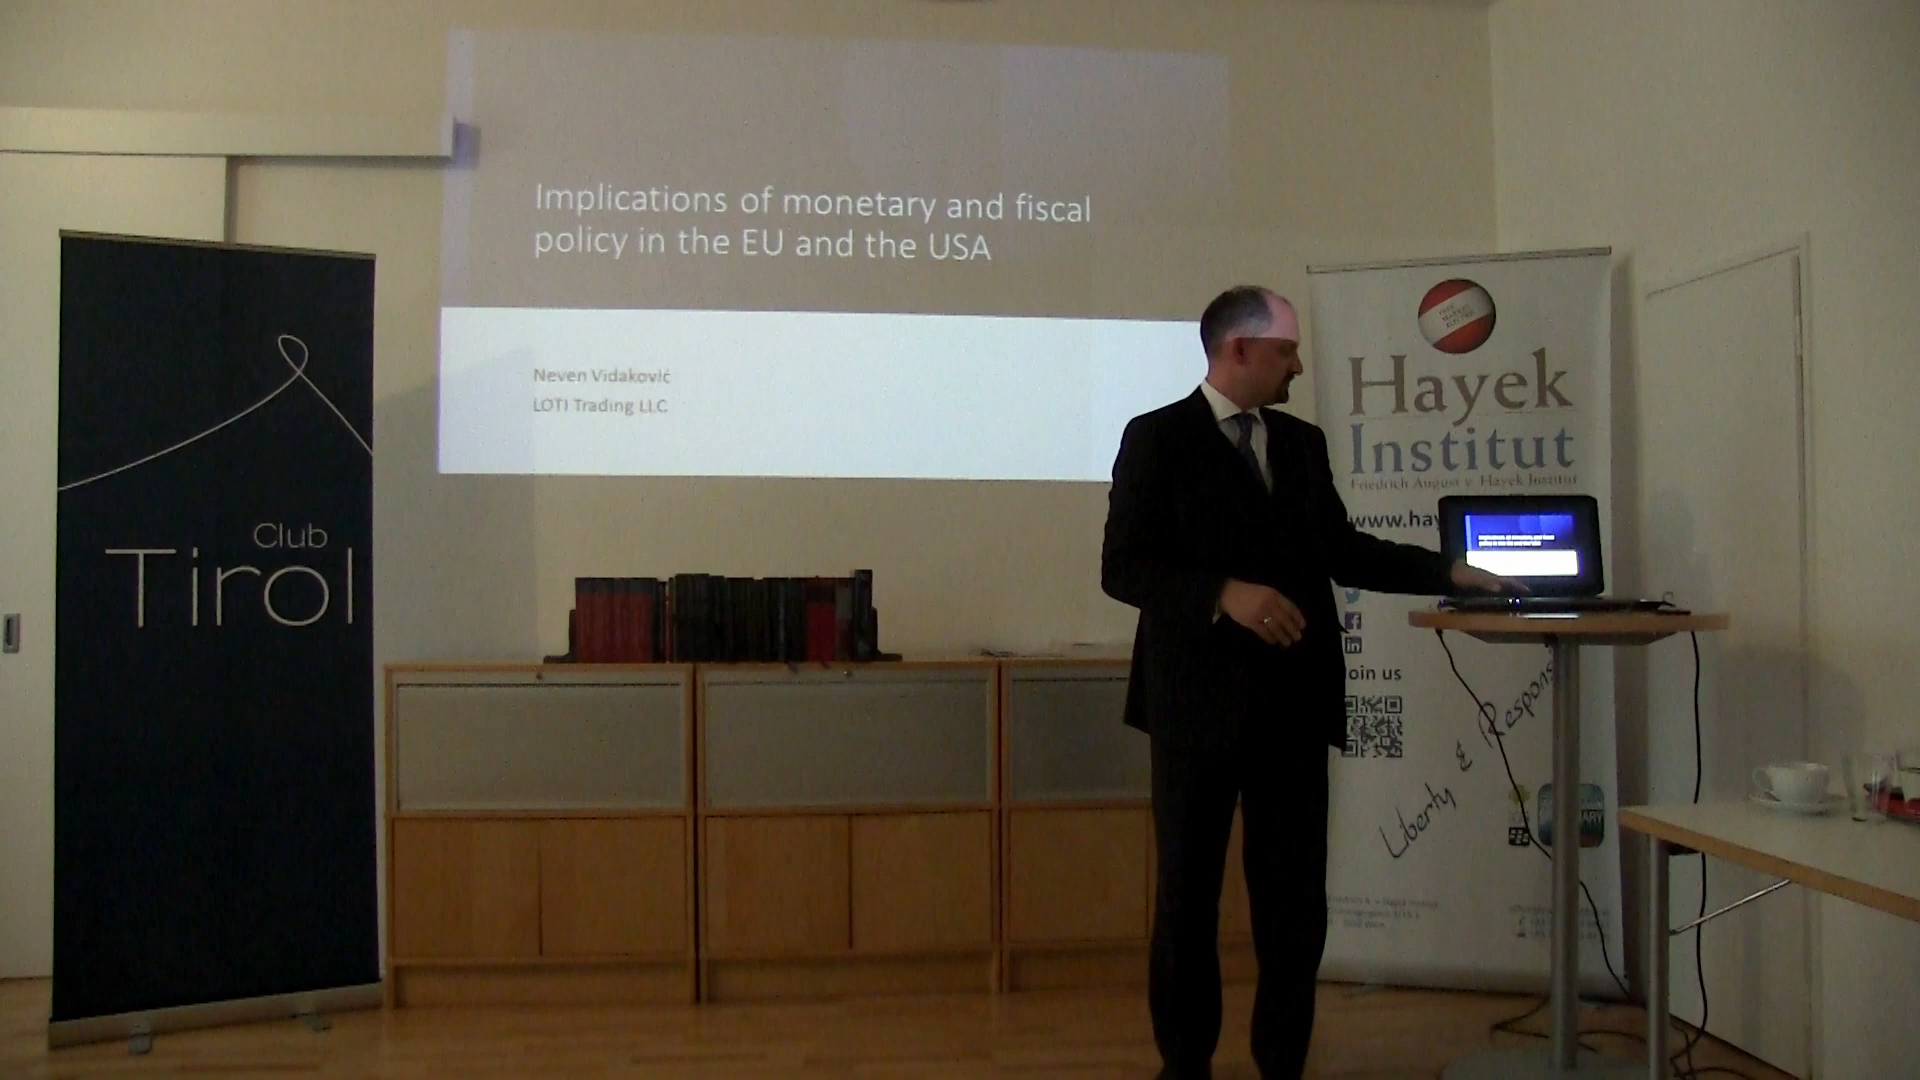 Implications of monetary and fiscal
policy in the EU and the USA
Neven Vidaković
LOTI Trading LLC
Club
Tirol
Hayek
Institut
Friedrich August v. Hayek Institut
www.hay
Join us
Liberty & Respons